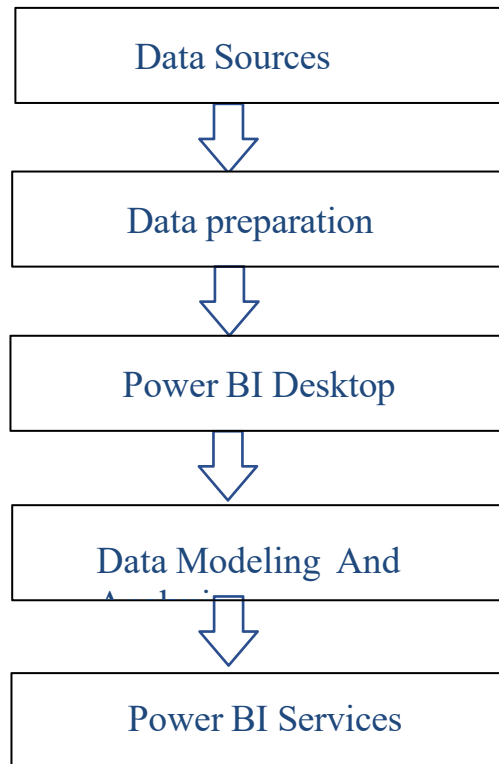 Data Sources
Data preparation
Power BI Desktop
Data Modeling And
Power BI Services